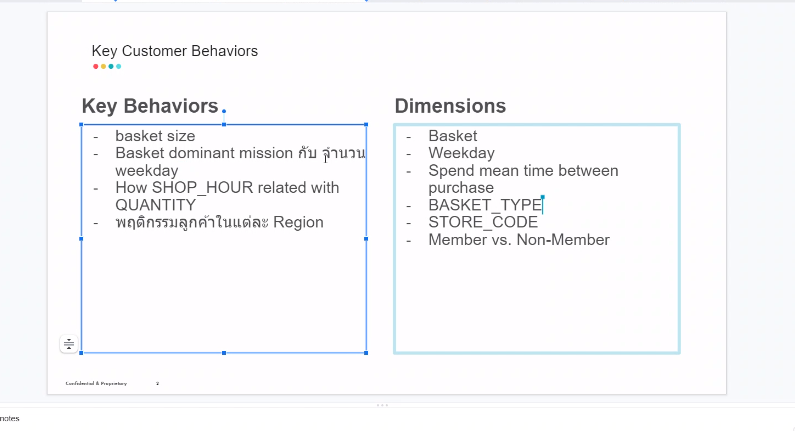 Key Customer Behaviors
Key Behaviors
- basket size
- Basket dominant mission กับ จำนวน
weekday
- How SHOP_HOUR related with
QUANTITY
- พฤติกรรมลูกค้าในแต่ละ Region
Dimensions
- Basket
- Weekday
- Spend mean time between
purchase
- BASKET_TYPE
- STORE_CODE
- Member vs. Non-Member
Confidential & Proprietary
2
notes